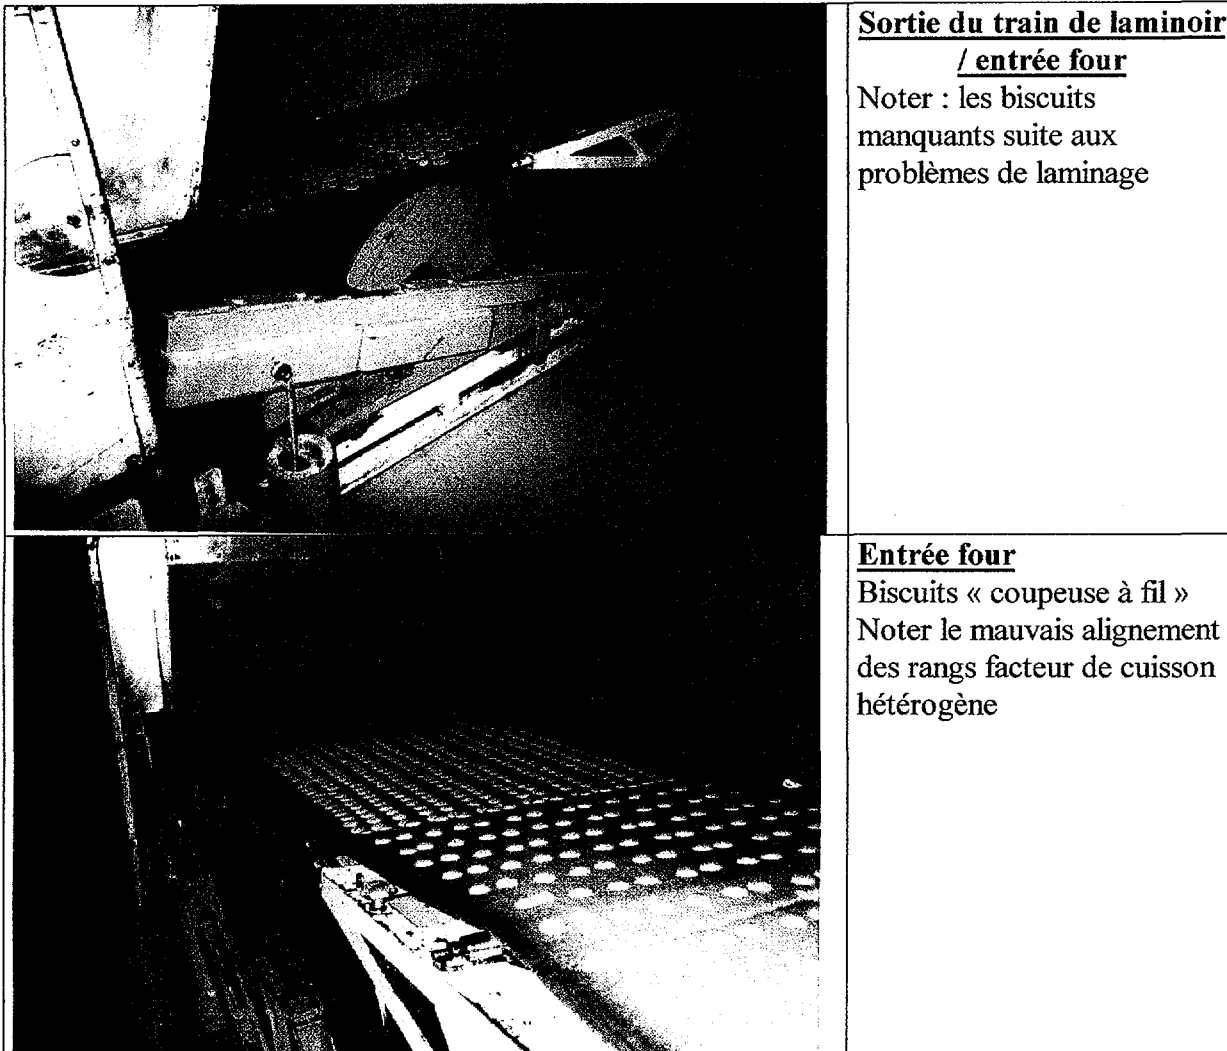 Sortie du train de laminoir
/ entrée four
Noter : les biscuits
manquants suite aux
problèmes de laminage
Entrée four
Biscuits « coupeuse à fil »
Noter le mauvais alignement
des rangs facteur de cuisson
hétérogène